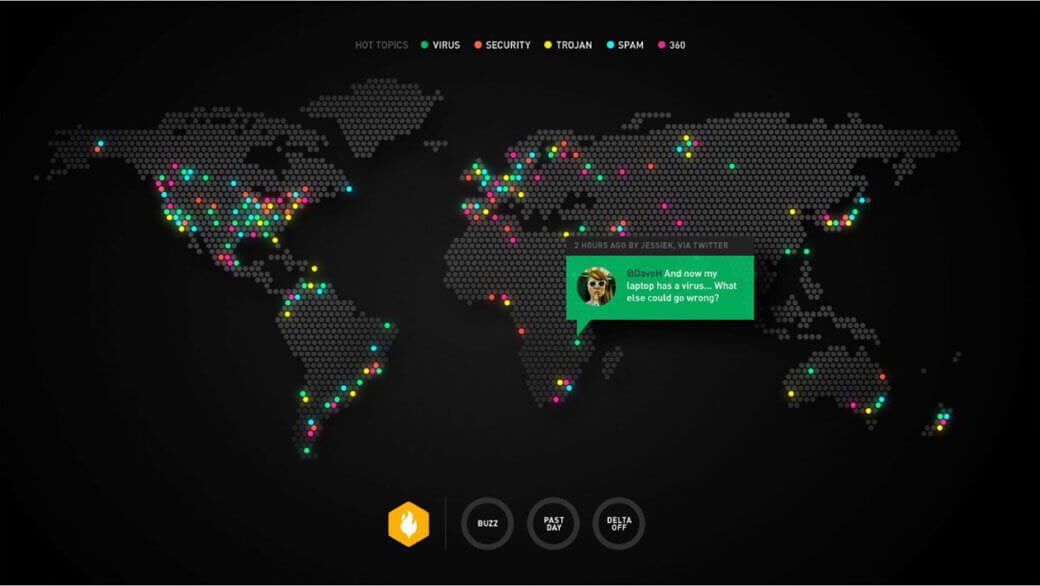 HOT TOPICS VIRUS SECURITY TROJAN SPAM 360
2 HOURS AGO BY JESSIEK, VIA TWITTER
@DaveH And now my
laptop has a virus... What
else could go wrong?
BUZZ
PAST
DAY
DELTA
OFF